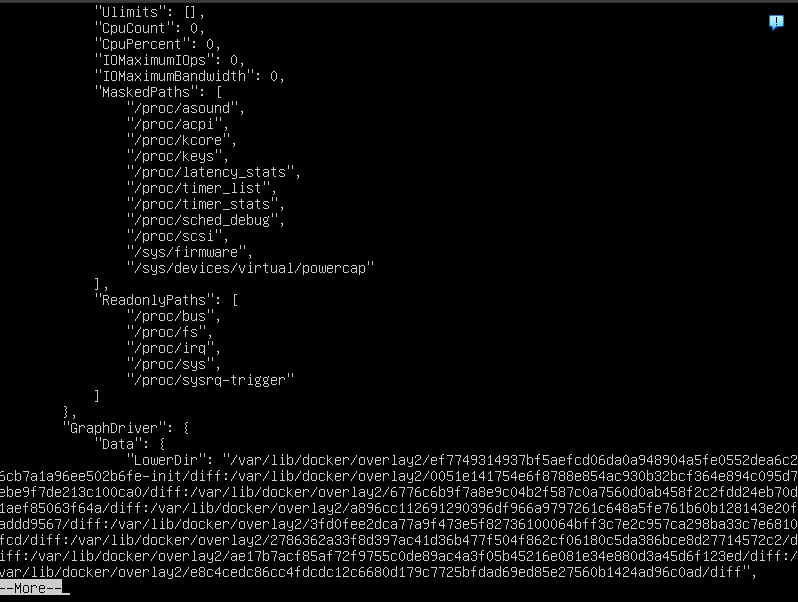 "Ulimits": [],
"CpuCount": 0,
"CpuPercent": 0,
"IOMaximumIOps": 0,
"IOMaximumBandwidth": 0,
"MaskedPaths": [
"/proc/asound",
"/proc/acpi",
"/proc/kcore",
"/proc/keys",
"/proc/latency_stats",
"/proc/timer_list",
"/proc/timer_stats",
"/proc/sched_debug",
"/proc/scsi",
"/sys/firmware",
"/sys/devices/virtual/powercap"
],
"ReadonlyPaths": [
"/proc/bus",
"/proc/fs",
"/proc/irq",
"/proc/sys",
"/proc/sysrq-trigger"
]
},
"GraphDriver": {
"Data": {
"LowerDir": "/var/lib/docker/overlay2/ef7749314937bf5aefcd06da0a948904a5fe0552dea6c2
6cb7a1a96ee502b6fe-init/diff:/var/lib/docker/overlay2/0051e141754e6f8788e854ac930b32bcf364e894c095d7
ebe9f7de213c100ca0/diff:/var/lib/docker/overlay2/6776c6b9f7a8e9c04b2f587c0a7560d0ab458f2c2fdd24eb70d
1aef85063f64a/diff:/var/lib/docker/overlay2/a896cc112691290396df966a9797261c648a5fe761b60b128143e20f
addd9567/diff:/var/lib/docker/overlay2/3fd0fee2dca77a9f473e5f82736100064bff3c7e2c957ca298ba33c7e6810
fcd/diff:/var/lib/docker/overlay2/2786362a33f8d397ac41d36b477f504f862cf06180c5da386bce8d27714572c2/d
iff:/var/lib/docker/overlay2/ae17b7acf85af72f9755c0de89ac4a3f05b45216e081e34e880d3a45d6f123ed/diff:/
var/lib/docker/overlay2/e8c4cedc86cc4fdcdc12c6680d179c7725bfdad69ed85e27560b1424ad96c0ad/diff",
--More--